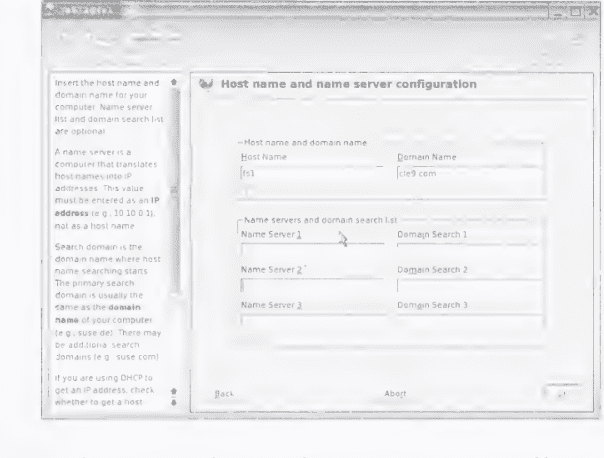 Insert the host name and
domain name for your
computer. Name server
list and domain search list
are optional.
A name server is a
computer that translates
host names into IP
addresses. This value
must be entered as an IP
address (e.g., 10.10.0.1),
not as a host name.
Search domain is the
domain name where host
name searching starts.
The primary search
domain is usually the
same as the domain
name of your computer
(e.g., suse.de). There may
be additional search
domains (e.g., suse.com)
If you are using DHCP to
get an IP address, check
whether to get a host
Host name and name server configuration
Host name and domain name
Host Name
Domain Name
fs1
cle9.com
Name servers and domain search list
Name Server 1
Domain Search 1
Name Server 2
Domain Search 2
Name Server 3
Domain Search 3
Back
Abort